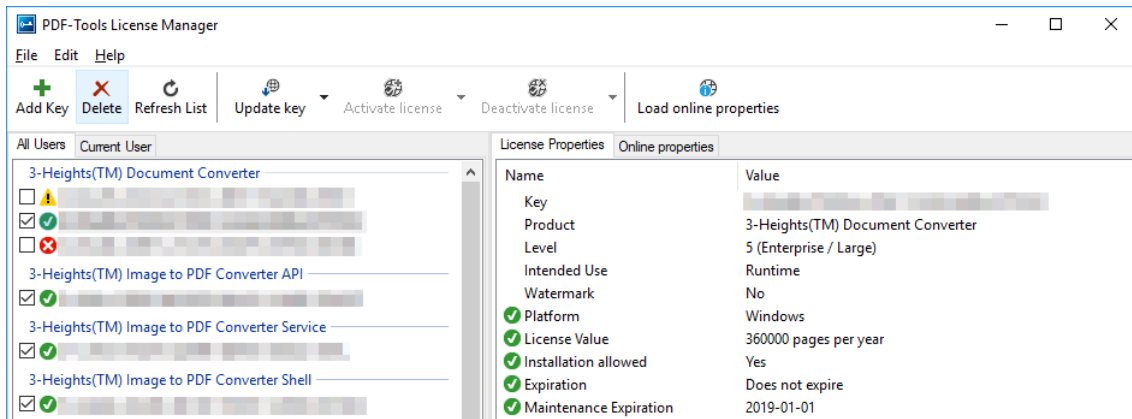 PDF-Tools License Manager
File Edit Help
Add Key Delete Refresh List Update key Activate license Deactivate license Load online properties
All Users Current User
3-Heights(TM) Document Converter
3-Heights(TM) Image to PDF Converter API
3-Heights(TM) Image to PDF Converter Service
3-Heights(TM) Image to PDF Converter Shell
License Properties Online properties
Name Value
Key
Product 3-Heights(TM) Document Converter
Level 5 (Enterprise / Large)
Intended Use Runtime
Watermark No
Platform Windows
License Value 360000 pages per year
Installation allowed Yes
Expiration Does not expire
Maintenance Expiration 2019-01-01